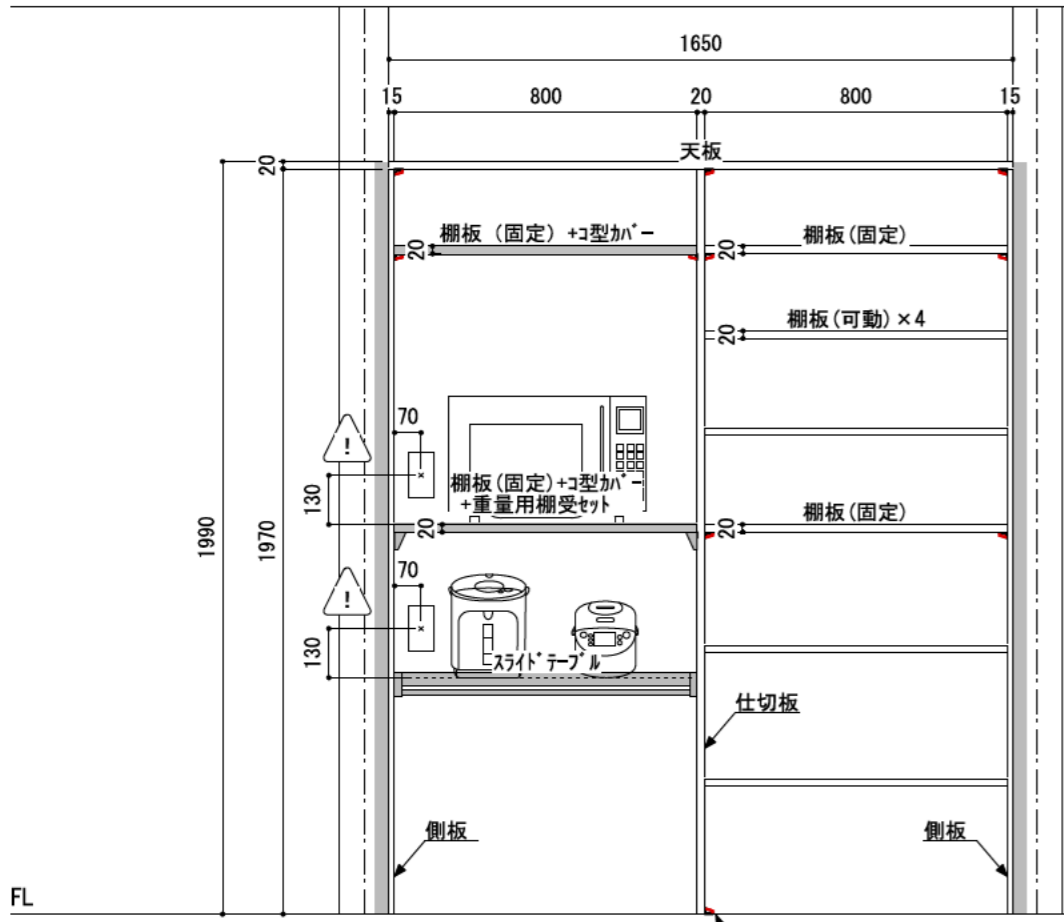 1650
15 800 20 800 15
天板
20
棚板 (固定) +コ型ｶﾊﾞｰ
20
棚板(固定)
20
棚板(可動)×4
20
70
!
130
棚板(固定)+コ型ｶﾊﾞｰ
+重量用棚受ｾｯﾄ
20
棚板(固定)
20
1990
1970
70
!
130
ｽﾗｲﾄﾞﾃｰﾌﾞﾙ
仕切板
側板
側板
FL